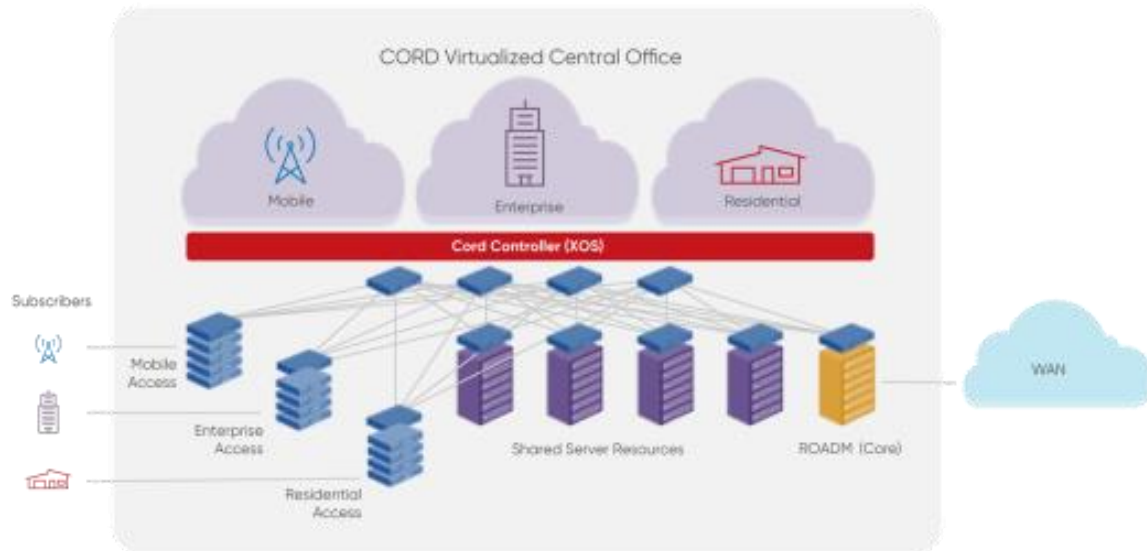 CORD Virtualized Central Office
Mobile
Enterprise
Residential
Cord Controller (XOS)
Subscribers
Mobile
Access
Enterprise
Access
Residential
Access
Shared Server Resources
ROADM (Core)
WAN